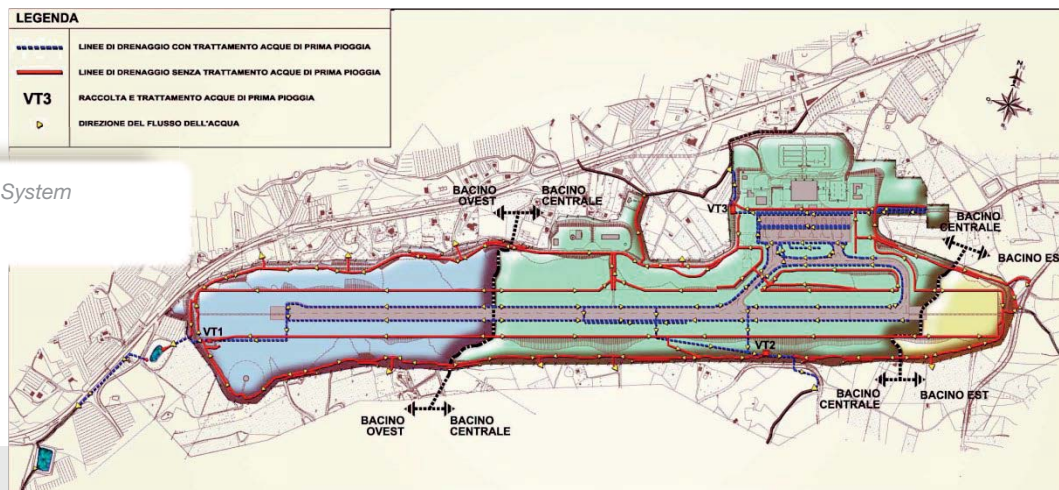 LEGENDA
LINEE DI DRENAGGIO CON TRATTAMENTO ACQUE DI PRIMA PIOGGIA
LINEE DI DRENAGGIO SENZA TRATTAMENTO ACQUE DI PRIMA PIOGGIA
VT3 RACCOLTA E TRATTAMENTO ACQUE DI PRIMA PIOGGIA
DIREZIONE DEL FLUSSO DELL'ACQUA
System
N
BACINO
OVEST
BACINO
CENTRALE
VT3
BACINO
CENTRALE
BACINO ES
VT1
VT2
BACINO
OVEST
BACINO
CENTRALE
BACINO
CENTRALE
BACINO EST